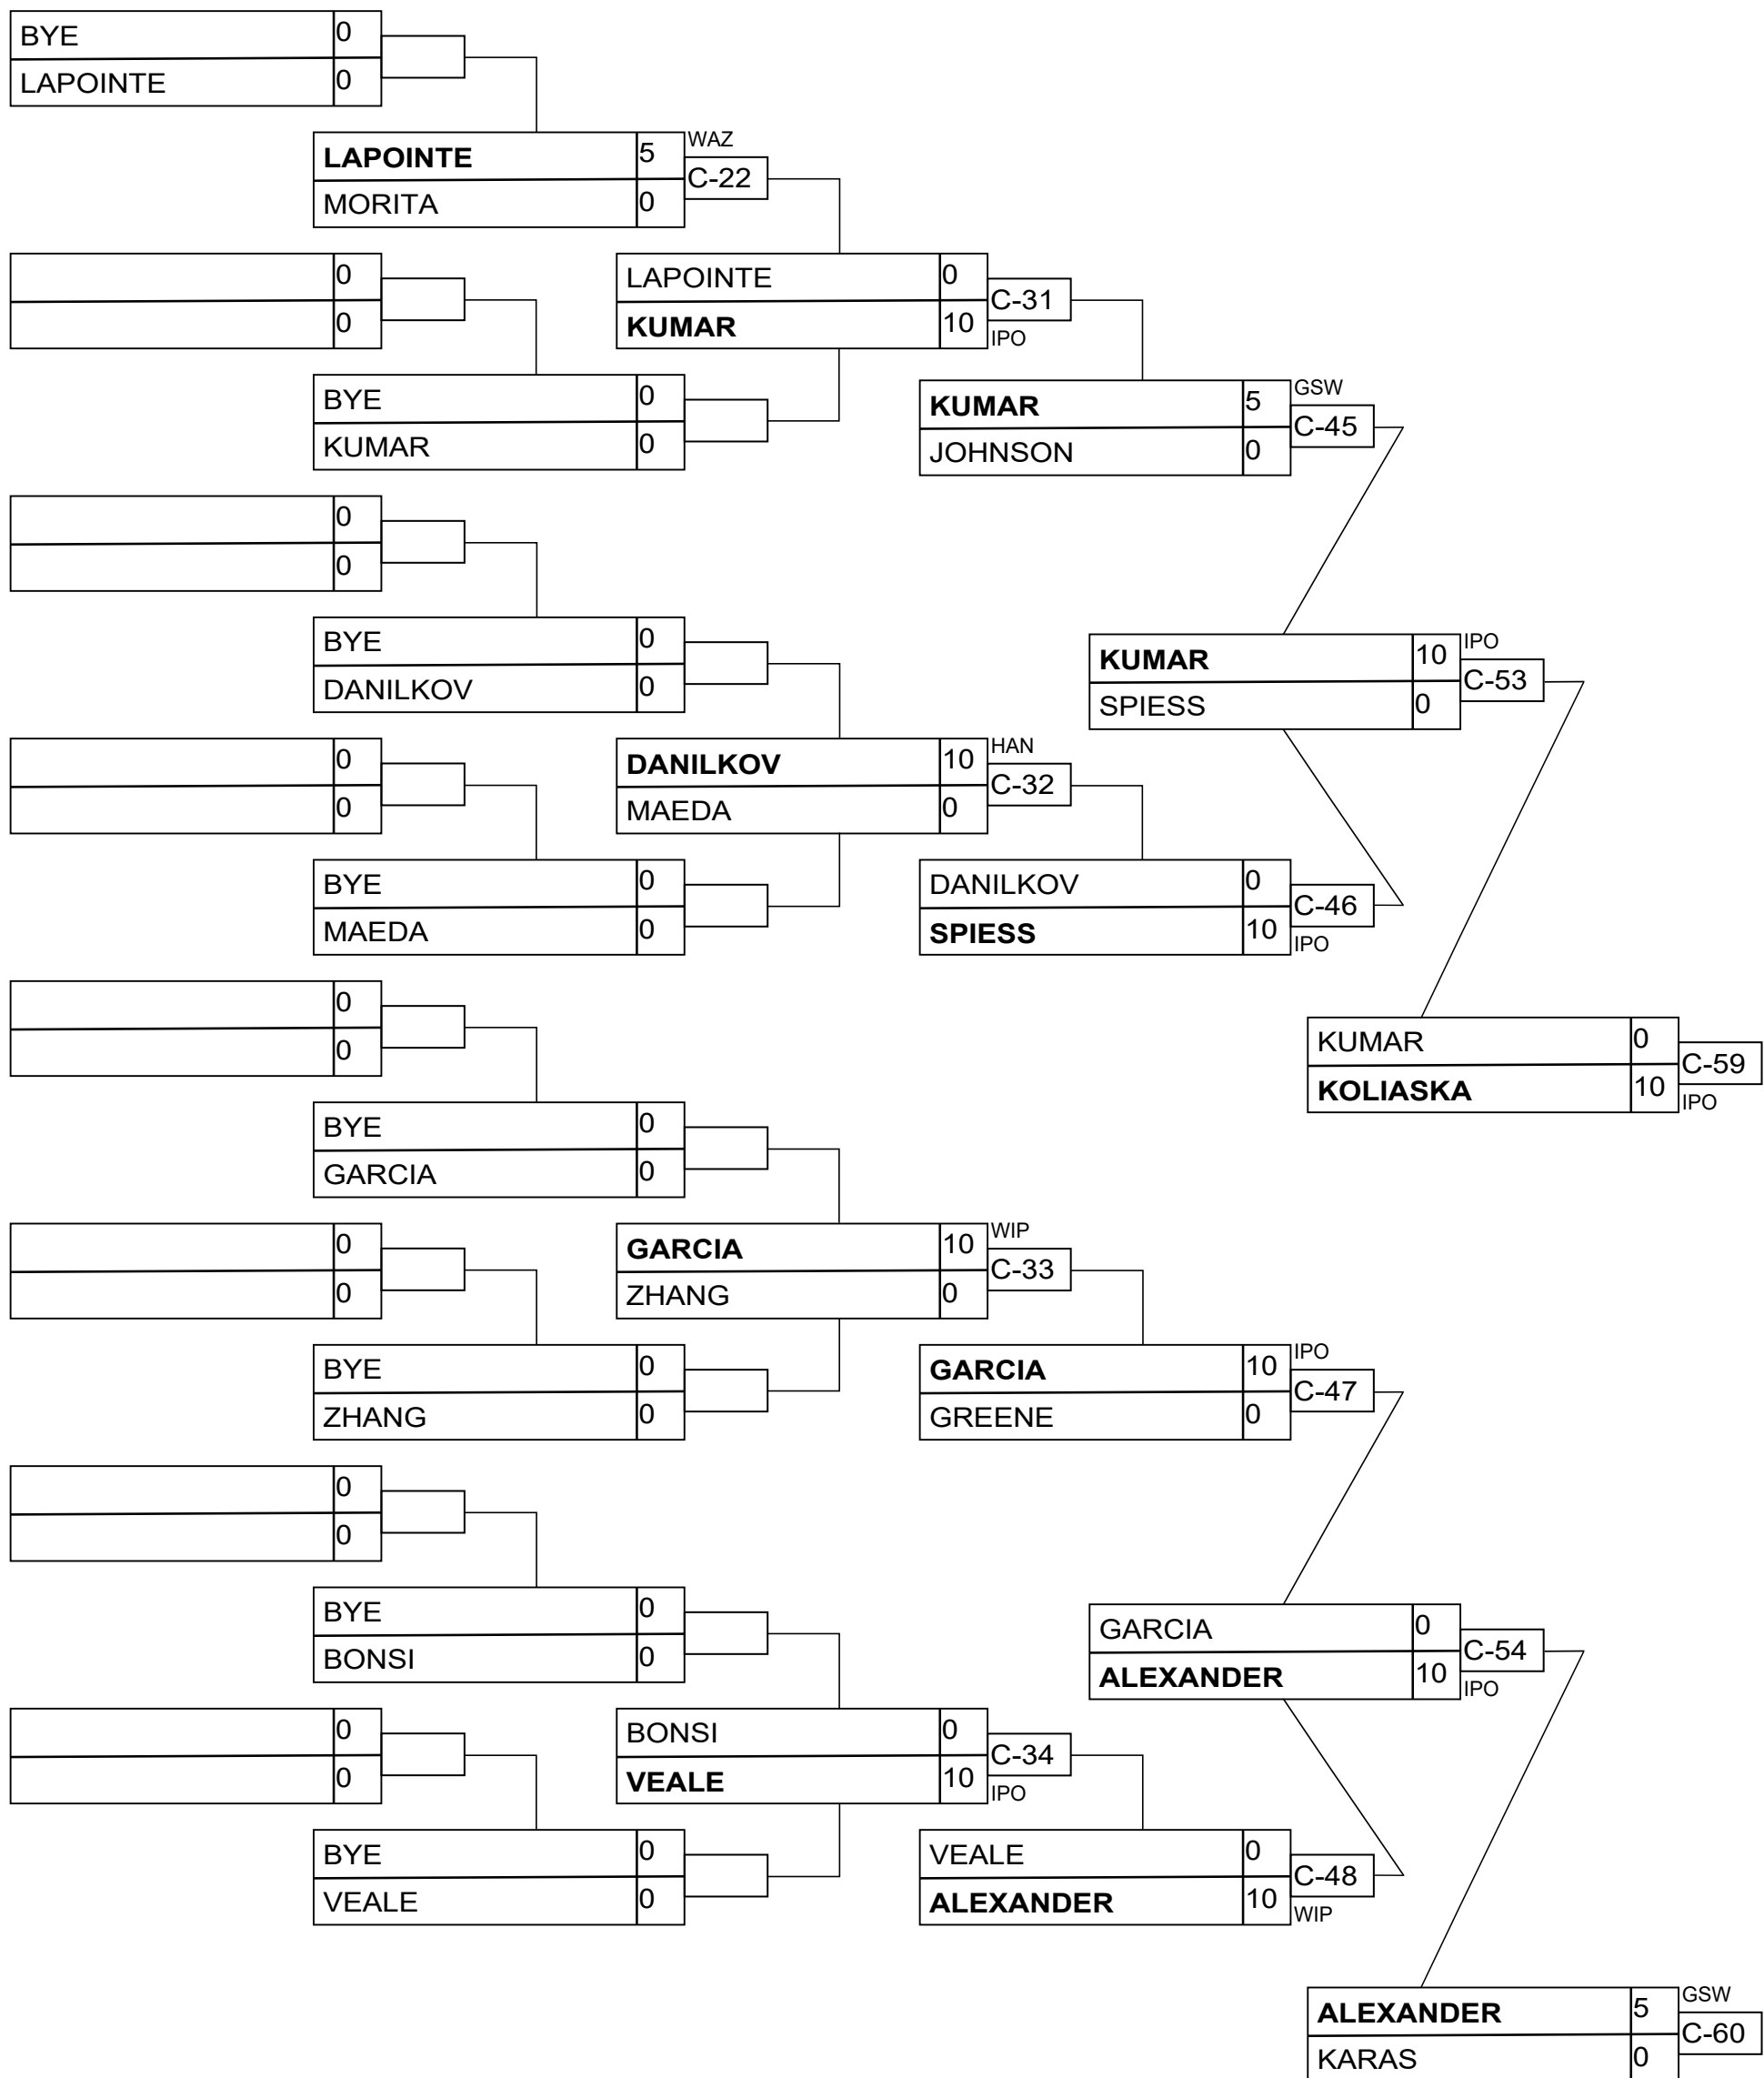 BYE 0
LAPOINTE 0
WAZ
LAPOINTE 5
C-22
MORITA 0
0
0
LAPOINTE 0
C-31
KUMAR 10
IPO
BYE 0
KUMAR 0
GSW
KUMAR 5
C-45
JOHNSON 0
0
0
BYE 0
DANILKOV 0
IPO
KUMAR 10
C-53
SPIESS 0
0
0
HAN
DANILKOV 10
C-32
MAEDA 0
BYE 0
MAEDA 0
DANILKOV 0
C-46
SPIESS 10
IPO
0
0
KUMAR 0
C-59
KOLIASKA 10
IPO
BYE 0
GARCIA 0
0
0
WIP
GARCIA 10
C-33
ZHANG 0
BYE 0
ZHANG 0
IPO
GARCIA 10
C-47
GREENE 0
0
0
BYE 0
BONSI 0
GARCIA 0
C-54
ALEXANDER 10
IPO
0
0
BONSI 0
C-34
VEALE 10
IPO
BYE 0
VEALE 0
VEALE 0
C-48
ALEXANDER 10
WIP
GSW
ALEXANDER 5
C-60
KARAS 0